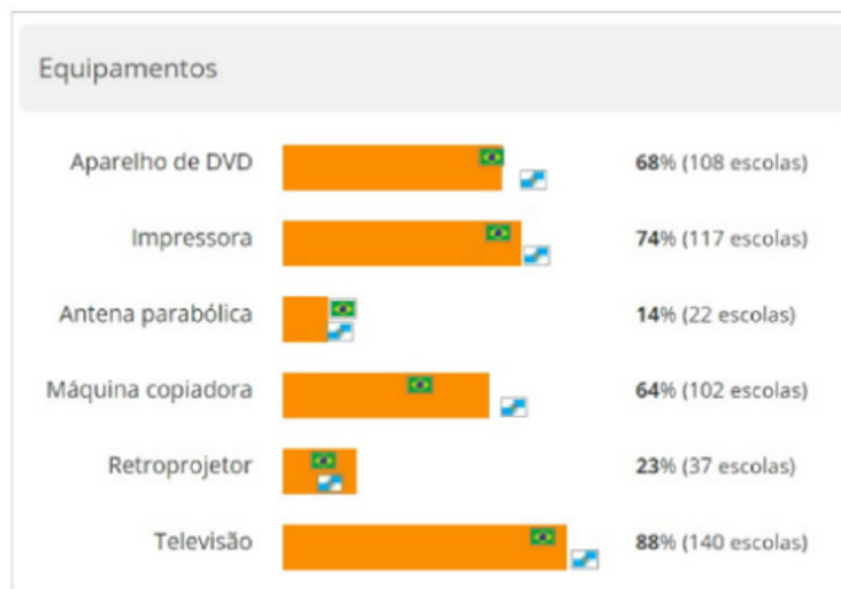 Equipamentos
Aparelho de DVD 68% (108 escolas)
Impressora 74% (117 escolas)
Antena parabólica 14% (22 escolas)
Máquina copiadora 64% (102 escolas)
Retroprojetor 23% (37 escolas)
Televisão 88% (140 escolas)